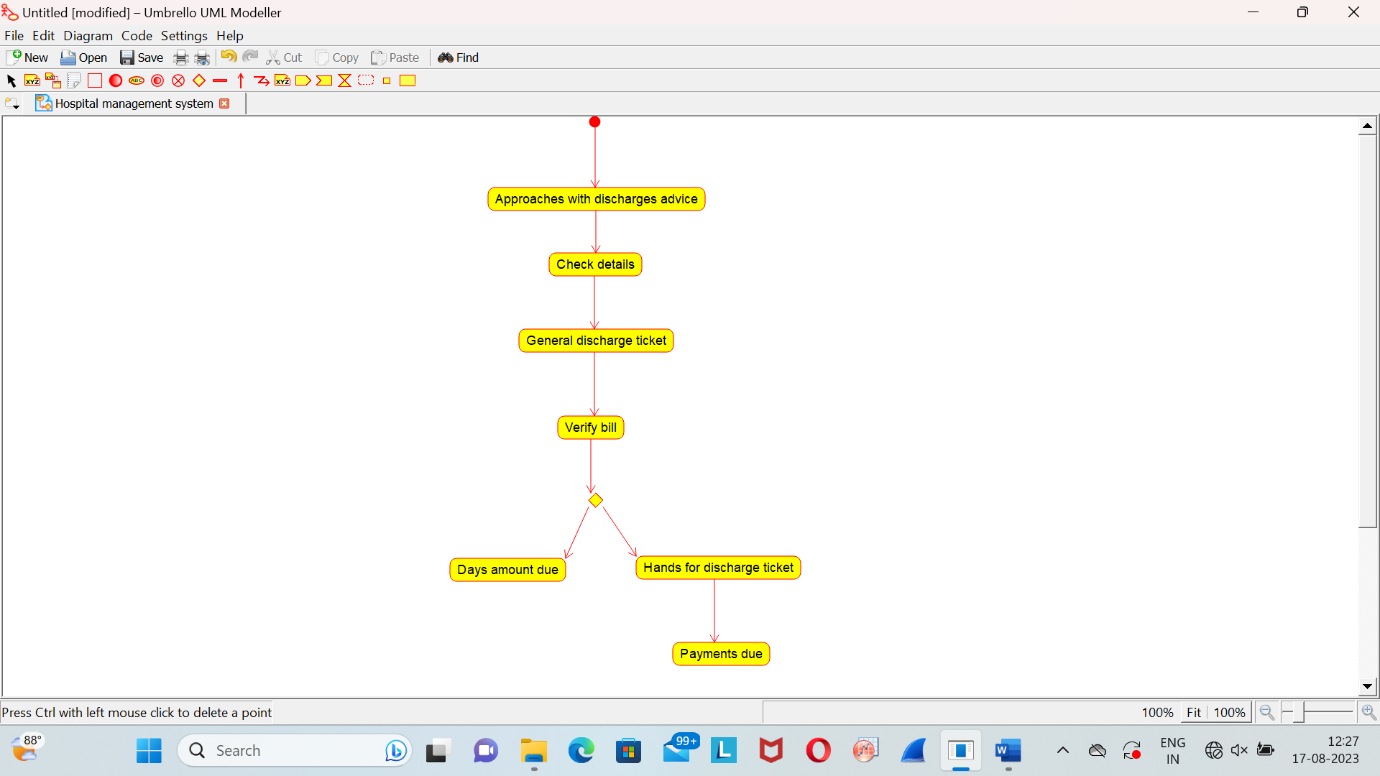 Untitled [modified] – Umbrello UML Modeller
File Edit Diagram Code Settings Help
New Open Save Cut Copy Paste Find
Hospital management system
Approaches with discharges advice
Check details
General discharge ticket
Verify bill
Days amount due
Hands for discharge ticket
Payments due
Press Ctrl with left mouse click to delete a point
100% Fit 100%
88°
Search
99+
ENG
IN
12:27
17-08-2023